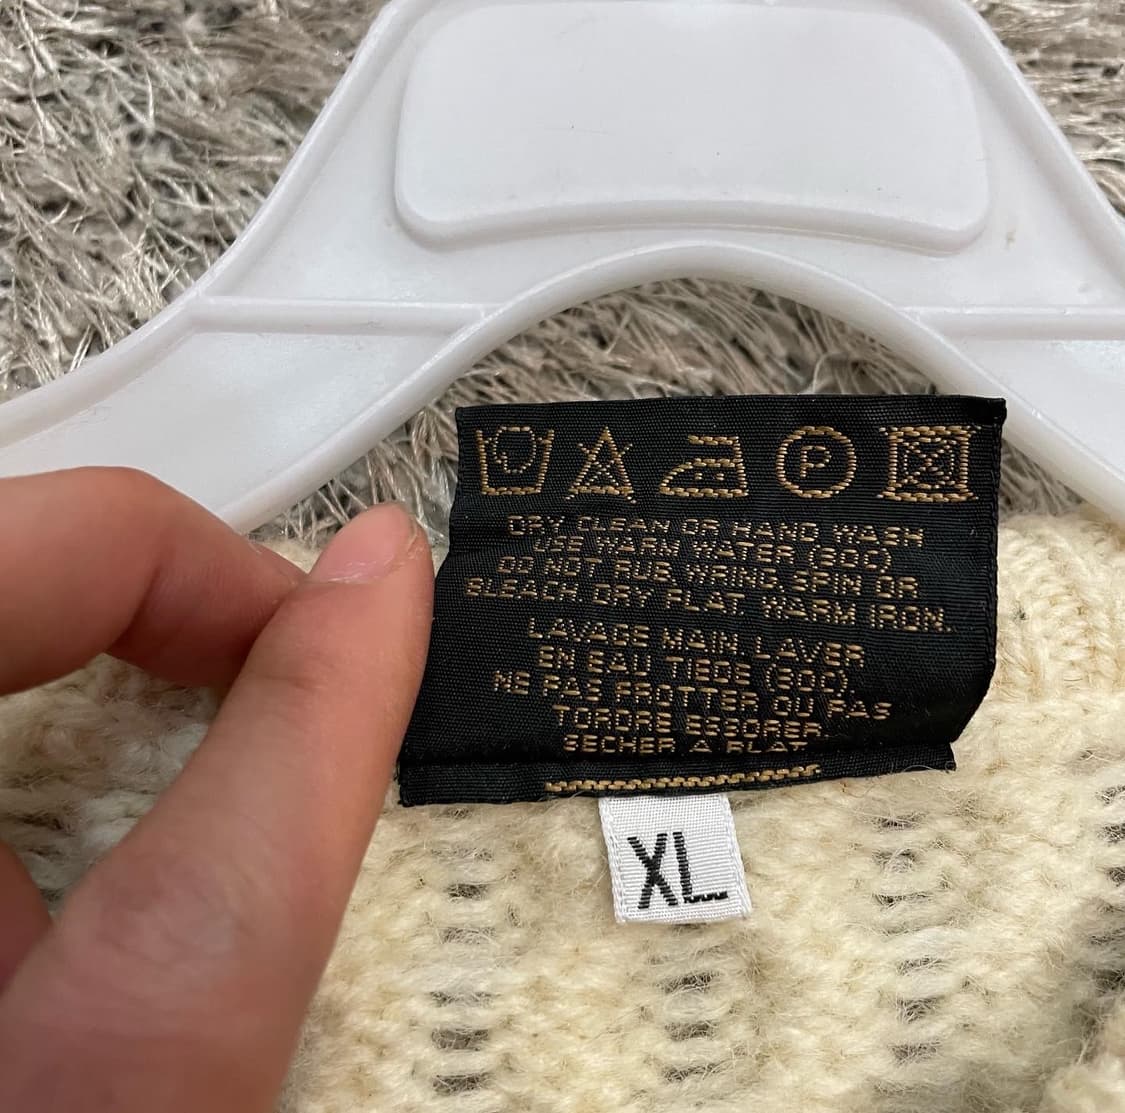 P
DRY CLEAN OR HAND WASH
USE WARM WATER (80C)
DO NOT RUB, WRING, SPIN OR
BLEACH. DRY FLAT. WARM IRON.
LAVAGE MAIN. LAVER
EN EAU TIEDE (80C).
NE PAS FROTTER OU PAS
TORDRE ESSORER
SECHER A PLAT
XL